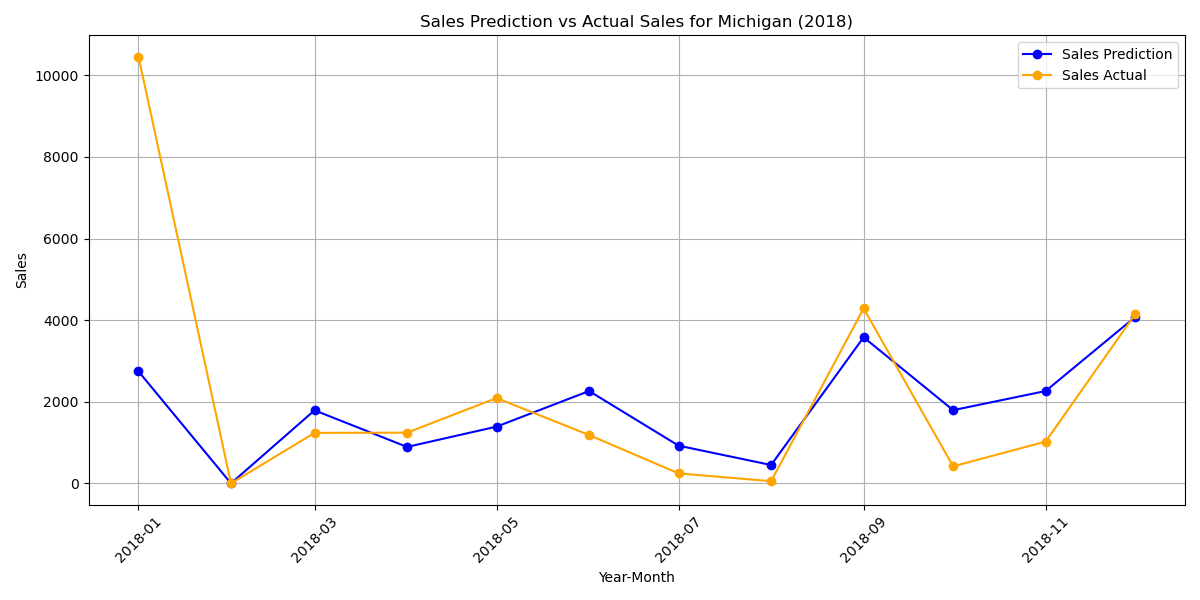 Sales Prediction vs Actual Sales for Michigan (2018)
Sales Prediction
Sales Actual
10000
8000
6000
4000
2000
0
Sales
2018-01
2018-03
2018-05
2018-07
2018-09
2018-11
Year-Month